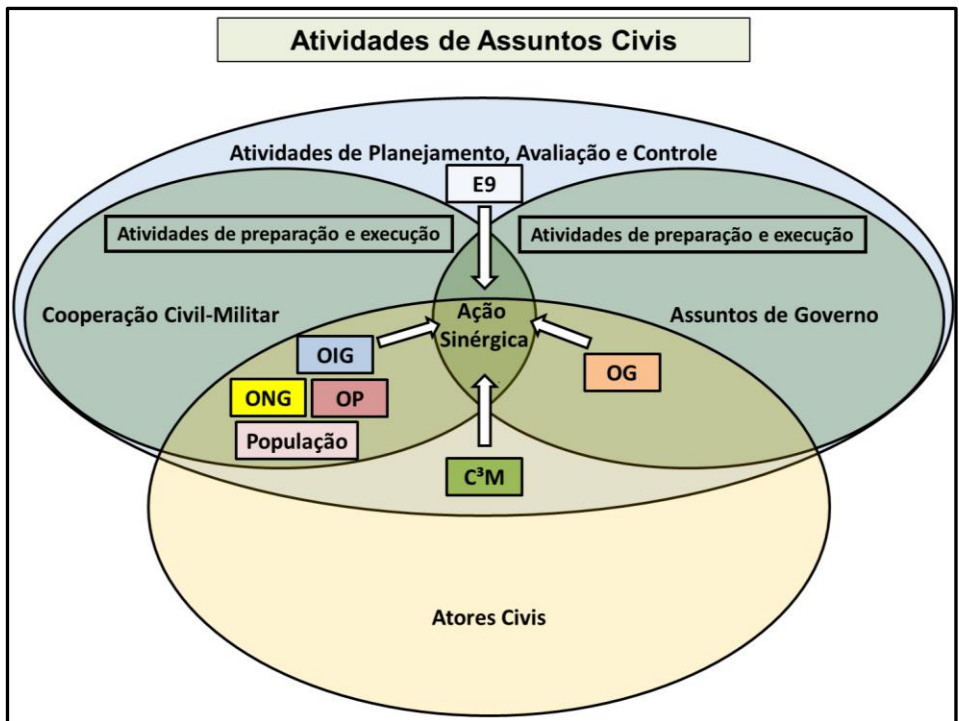 Atividades de Assuntos Civis
Atividades de Planejamento, Avaliação e Controle
E9
Atividades de preparação e execução
Atividades de preparação e execução
Cooperação Civil-Militar
Ação
Sinérgica
Assuntos de Governo
OIG
OG
ONG
OP
População
C³M
Atores Civis